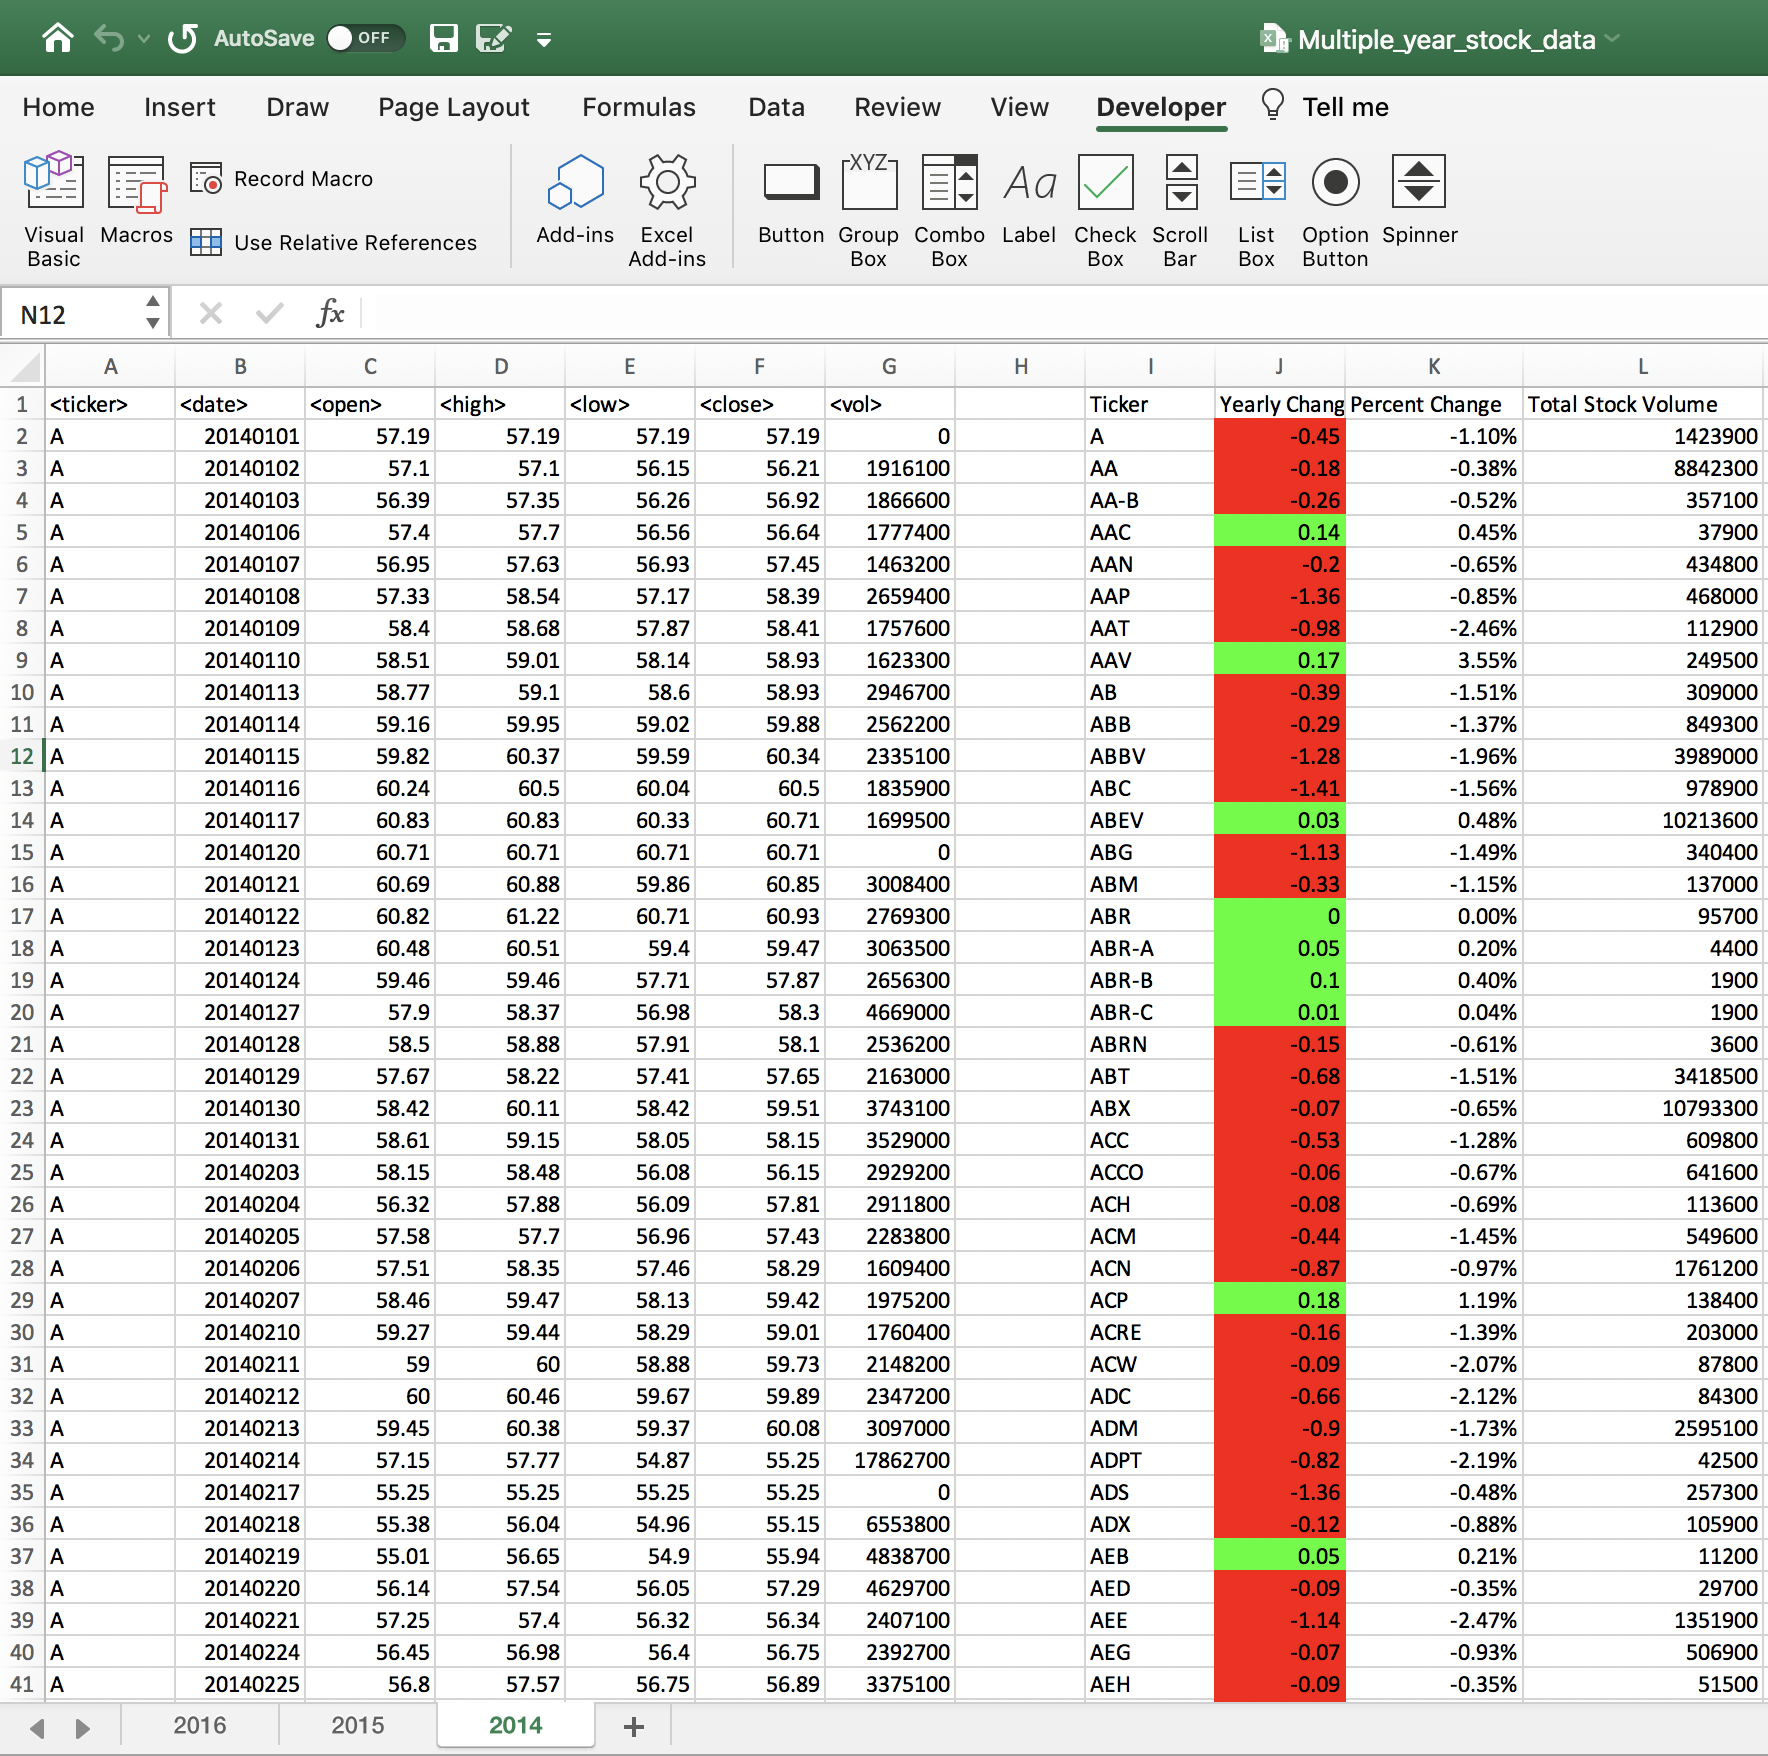 AutoSave OFF Multiple_year_stock_data
Home Insert Draw Page Layout Formulas Data Review View Developer Tell me
Visual Basic Macros Record Macro Use Relative References Add-ins Excel Add-ins Button XYZ Group Box Combo Box Aa Label Check Box Scroll Bar List Box Option Button Spinner
N12 fx
A B C D E F G H I J K L
1 <ticker> <date> <open> <high> <low> <close> <vol> Ticker Yearly Chang Percent Change Total Stock Volume
2 A 20140101 57.19 57.19 57.19 57.19 0 A -0.45 -1.10% 1423900
3 A 20140102 57.1 57.1 56.15 56.21 1916100 AA -0.18 -0.38% 8842300
4 A 20140103 56.39 57.35 56.26 56.92 1866600 AA-B -0.26 -0.52% 357100
5 A 20140106 57.4 57.7 56.56 56.64 1777400 AAC 0.14 0.45% 37900
6 A 20140107 56.95 57.63 56.93 57.45 1463200 AAN -0.2 -0.65% 434800
7 A 20140108 57.33 58.54 57.17 58.39 2659400 AAP -1.36 -0.85% 468000
8 A 20140109 58.4 58.68 57.87 58.41 1757600 AAT -0.98 -2.46% 112900
9 A 20140110 58.51 59.01 58.14 58.93 1623300 AAV 0.17 3.55% 249500
10 A 20140113 58.77 59.1 58.6 58.93 2946700 AB -0.39 -1.51% 309000
11 A 20140114 59.16 59.95 59.02 59.88 2562200 ABB -0.29 -1.37% 849300
12 A 20140115 59.82 60.37 59.59 60.34 2335100 ABBV -1.28 -1.96% 3989000
13 A 20140116 60.24 60.5 60.04 60.5 1835900 ABC -1.41 -1.56% 978900
14 A 20140117 60.83 60.83 60.33 60.71 1699500 ABEV 0.03 0.48% 10213600
15 A 20140120 60.71 60.71 60.71 60.71 0 ABG -1.13 -1.49% 340400
16 A 20140121 60.69 60.88 59.86 60.85 3008400 ABM -0.33 -1.15% 137000
17 A 20140122 60.82 61.22 60.71 60.93 2769300 ABR 0 0.00% 95700
18 A 20140123 60.48 60.51 59.4 59.47 3063500 ABR-A 0.05 0.20% 4400
19 A 20140124 59.46 59.46 57.71 57.87 2656300 ABR-B 0.1 0.40% 1900
20 A 20140127 57.9 58.37 56.98 58.3 4669000 ABR-C 0.01 0.04% 1900
21 A 20140128 58.5 58.88 57.91 58.1 2536200 ABRN -0.15 -0.61% 3600
22 A 20140129 57.67 58.22 57.41 57.65 2163000 ABT -0.68 -1.51% 3418500
23 A 20140130 58.42 60.11 58.42 59.51 3743100 ABX -0.07 -0.65% 10793300
24 A 20140131 58.61 59.15 58.05 58.15 3529000 ACC -0.53 -1.28% 609800
25 A 20140203 58.15 58.48 56.08 56.15 2929200 ACCO -0.06 -0.67% 641600
26 A 20140204 56.32 57.88 56.09 57.81 2911800 ACH -0.08 -0.69% 113600
27 A 20140205 57.58 57.7 56.96 57.43 2283800 ACM -0.44 -1.45% 549600
28 A 20140206 57.51 58.35 57.46 58.29 1609400 ACN -0.87 -0.97% 1761200
29 A 20140207 58.46 59.47 58.13 59.42 1975200 ACP 0.18 1.19% 138400
30 A 20140210 59.27 59.44 58.29 59.01 1760400 ACRE -0.16 -1.39% 203000
31 A 20140211 59 60 58.88 59.73 2148200 ACW -0.09 -2.07% 87800
32 A 20140212 60 60.46 59.67 59.89 2347200 ADC -0.66 -2.12% 84300
33 A 20140213 59.45 60.38 59.37 60.08 3097000 ADM -0.9 -1.73% 2595100
34 A 20140214 57.15 57.77 54.87 55.25 17862700 ADPT -0.82 -2.19% 42500
35 A 20140217 55.25 55.25 55.25 55.25 0 ADS -1.36 -0.48% 257300
36 A 20140218 55.38 56.04 54.96 55.15 6553800 ADX -0.12 -0.88% 105900
37 A 20140219 55.01 56.65 54.9 55.94 4838700 AEB 0.05 0.21% 11200
38 A 20140220 56.14 57.54 56.05 57.29 4629700 AED -0.09 -0.35% 29700
39 A 20140221 57.25 57.4 56.32 56.34 2407100 AEE -1.14 -2.47% 1351900
40 A 20140224 56.45 56.98 56.4 56.75 2392700 AEG -0.07 -0.93% 506900
41 A 20140225 56.8 57.57 56.75 56.89 3375100 AEH -0.09 -0.35% 51500
2016 2015 2014 +